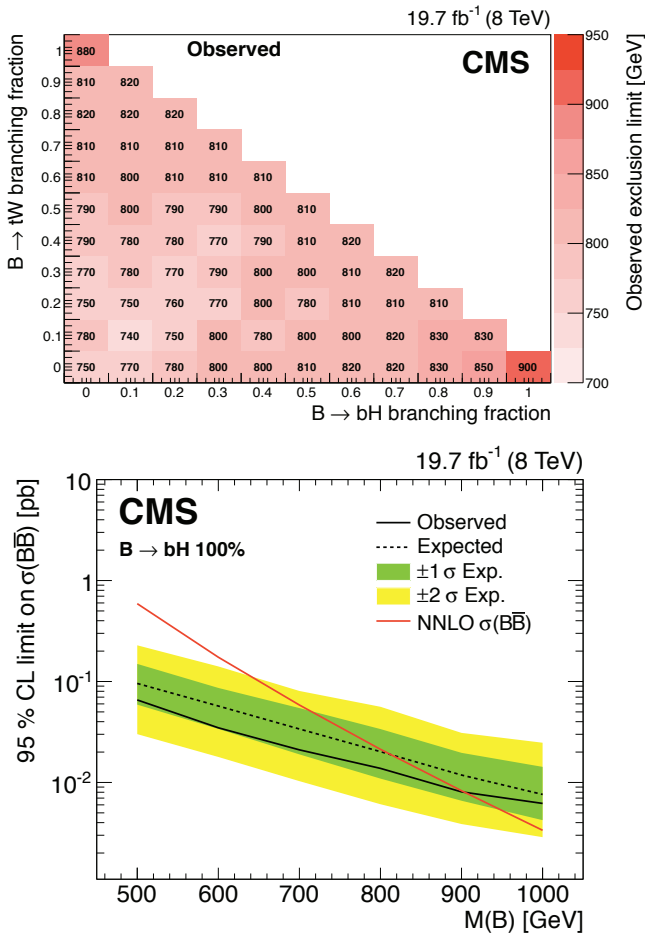 19.7 fb⁻¹ (8 TeV)
Observed
CMS
B → tW branching fraction
1 880
0.9 810 820
0.8 820 820 820
0.7 810 810 810 810
0.6 810 800 810 810 810
0.5 790 800 790 790 800 810
0.4 790 780 780 770 790 810 820
0.3 770 780 770 790 800 800 810 820
0.2 750 750 760 770 800 780 810 810 810
0.1 780 740 750 800 780 800 800 820 830 830
0 750 770 780 800 800 810 820 820 830 850 900
0 0.1 0.2 0.3 0.4 0.5 0.6 0.7 0.8 0.9 1
B → bH branching fraction
950
900
850
800
750
700
Observed exclusion limit [GeV]
19.7 fb⁻¹ (8 TeV)
CMS
B → bH 100%
Observed
Expected
±1 σ Exp.
±2 σ Exp.
NNLO σ(BB̅)
95 % CL limit on σ(BB̅) [pb]
10
1
10⁻¹
10⁻²
500 600 700 800 900 1000
M(B) [GeV]